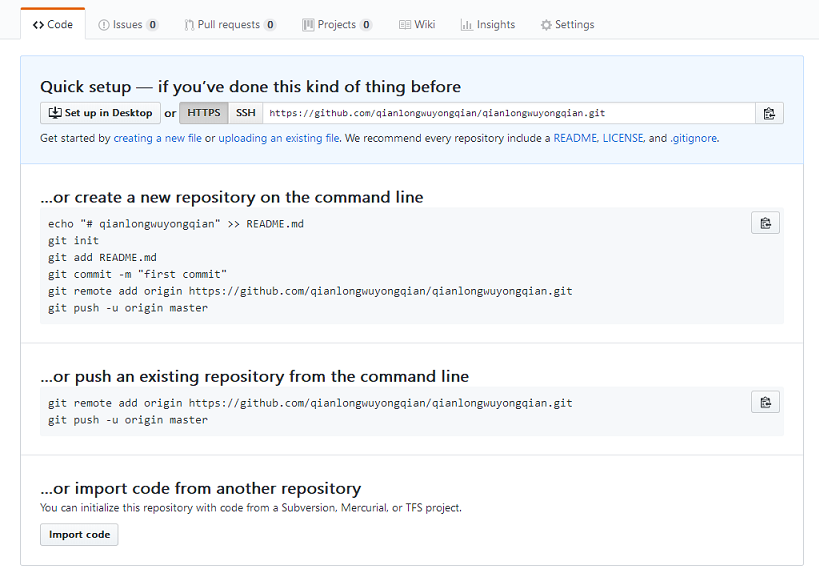 Code Issues 0 Pull requests 0 Projects 0 Wiki Insights Settings
Quick setup — if you’ve done this kind of thing before
Set up in Desktop or HTTPS SSH https://github.com/qianlongwuyongqian/qianlongwuyongqian.git
Get started by creating a new file or uploading an existing file. We recommend every repository include a README, LICENSE, and .gitignore.
…or create a new repository on the command line
echo "# qianlongwuyongqian" >> README.md
git init
git add README.md
git commit -m "first commit"
git remote add origin https://github.com/qianlongwuyongqian/qianlongwuyongqian.git
git push -u origin master
…or push an existing repository from the command line
git remote add origin https://github.com/qianlongwuyongqian/qianlongwuyongqian.git
git push -u origin master
…or import code from another repository
You can initialize this repository with code from a Subversion, Mercurial, or TFS project.
Import code